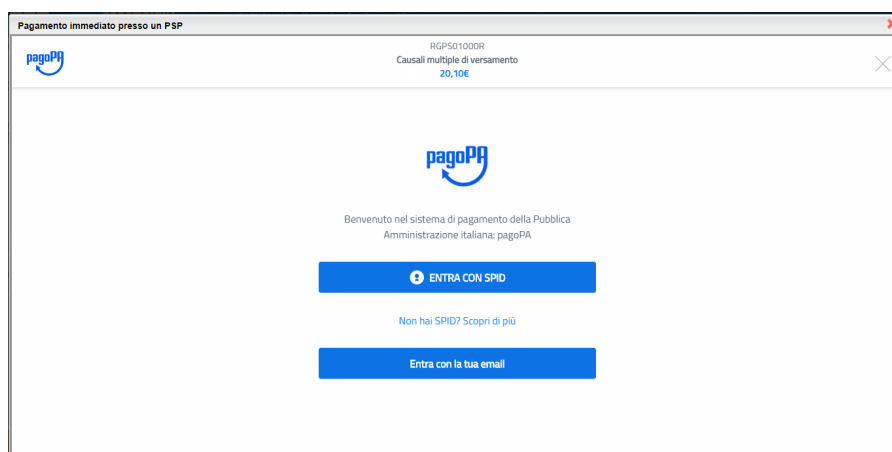 Pagamento immediato presso un PSP
pagoPA
RGPS01000R
Causali multiple di versamento
20,10€
pagoPA
Benvenuto nel sistema di pagamento della Pubblica
Amministrazione italiana: pagoPA
ENTRA CON SPID
Non hai SPID? Scopri di più
Entra con la tua email